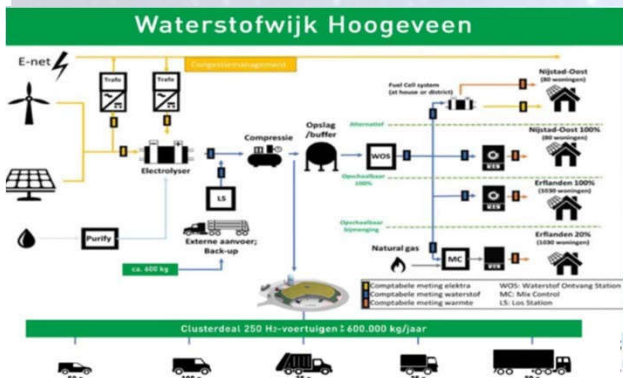 Waterstofwijk Hoogeveen
E-net
Trafo
Trafo
Congestiemanagement
Fuel Cell system
(at house or district)
Nijstad-Oost
(80 woningen)
Alternatief
Compressie
Opslag
/buffer
WOS
Nijstad-Oost 100%
(80 woningen)
Electrolyser
LS
Opschaalbaar
100%
Erflanden 100%
(1030 woningen)
Purify
Externe aanvoer;
Back-up
Opschaalbaar
bijmenging
Erflanden 20%
(1030 woningen)
ca. 600 kg
Natural gas
MC
Comptabele meting elektra
Comptabele meting waterstof
Comptabele meting warmte
WOS: Waterstof Ontvang Station
MC: Mix Control
LS: Los Station
Clusterdeal 250 H2-voertuigen ± 600.000 kg/jaar